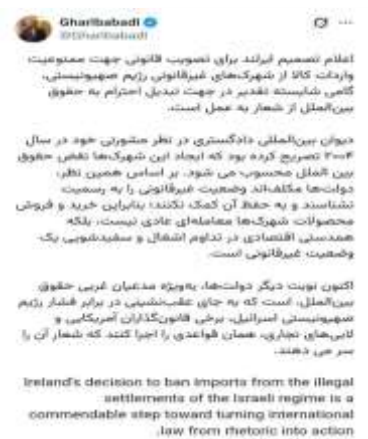 Gharibabadi
@Gharibabadi
اعلام تصمیم ایرلند برای تصویب قانونی جهت ممنوعیت
واردات کالا از شهرک‌های غیرقانونی رژیم صهیونیستی،
گامی شایسته تقدیر در جهت تبدیل احترام به حقوق
بین‌الملل از شعار به عمل است.
دیوان بین‌المللی دادگستری در نظر مشورتی خود در سال
۲۰۰۴ تصریح کرده بود که ایجاد این شهرک‌ها نقض حقوق
بین الملل محسوب می شود. بر اساس همین نظر،
دولت‌ها مکلف‌اند وضعیت غیرقانونی را به رسمیت
نشناسند و به حفظ آن کمک نکنند؛ بنابراین خرید و فروش
محصولات شهرک‌ها معامله‌ای عادی نیست، بلکه
همدستی اقتصادی در تداوم اشغال و سفیدشویی یک
وضعیت غیرقانونی است.
اکنون نوبت دیگر دولت‌ها، به‌ویژه مدعیان غربی حقوق
بین‌الملل، است که به جای عقب‌نشینی در برابر فشار رژیم
صهیونیستی اسرائیل، برخی قانون‌گذاران آمریکایی و
لابی‌های تجاری، همان قواعدی را اجرا کنند که شعار آن را
سر می دهند.
Ireland's decision to ban imports from the illegal
settlements of the Israeli regime is a
commendable step toward turning international
law from rhetoric into action.